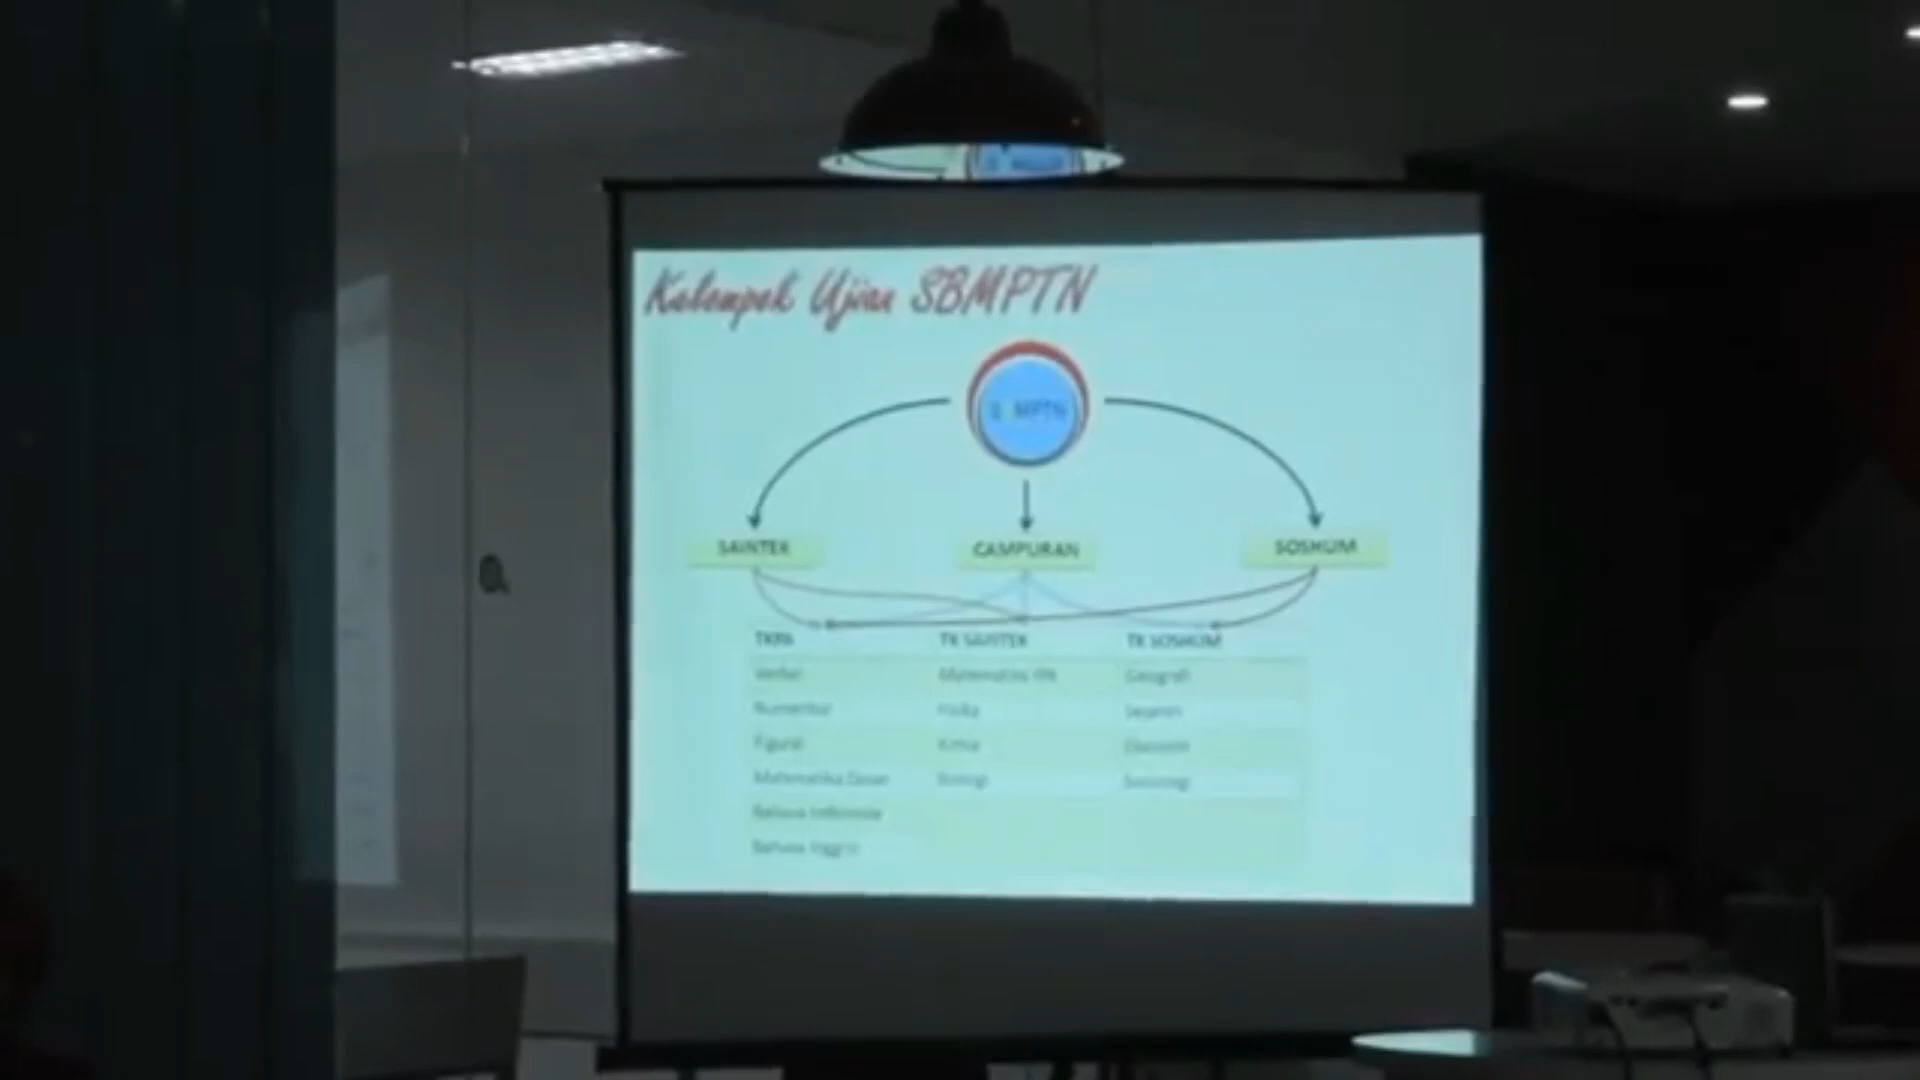 Kelompok Ujian SBMPTN
MPTN
SAINTEK CAMPURAN SOSHUM
TKPA TK SAINTEK TK SOSHUM
Verbal Matematika IPA Geografi
Numerikal Fisika Sejarah
Figural Kimia Ekonomi
Matematika Dasar Biologi Sosiologi
Bahasa Indonesia
Bahasa Inggris